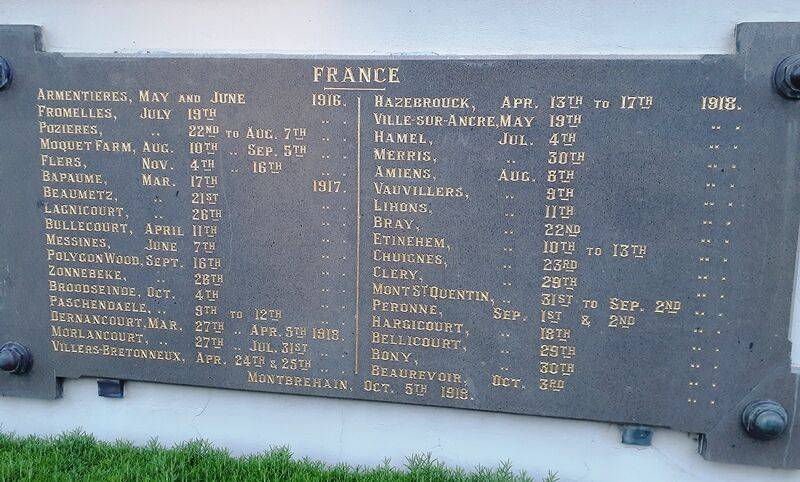 FRANCE
ARMENTIERES, MAY AND JUNE 1916.
FROMELLES, JULY 19TH " "
POZIERES, " 22ND TO AUG. 7TH " "
MOQUET FARM, AUG. 10TH " SEP. 5TH " "
FLERS, NOV. 4TH " 16TH " "
BAPAUME, MAR. 17TH 1917.
BEAUMETZ, " 21ST " "
LAGNICOURT, " 26TH " "
BULLECOURT, APRIL 11TH " "
MESSINES, JUNE 7TH " "
POLYGON WOOD, SEPT. 16TH " "
ZONNEBEKE, " 28TH " "
BROODSEINDE, OCT. 4TH " "
PASCHENDAELE, " 9TH TO 12TH " "
DERNANCOURT, MAR. 27TH " APR. 5TH 1918.
MORLANCOURT, " 27TH " JUL. 31ST " "
VILLERS-BRETONNEUX, APR. 24TH & 25TH " "
HAZEBROUCK, APR. 13TH TO 17TH 1918.
VILLE-SUR-ANCRE, MAY 19TH " "
HAMEL, JUL. 4TH " "
MERRIS, " 30TH " "
AMIENS, AUG. 8TH " "
VAUVILLERS, " 9TH " "
LIHONS, " 11TH " "
BRAY, " 22ND " "
ETINEHEM, " 10TH TO 13TH " "
CHUIGNES, " 23RD " "
CLERY, " 29TH " "
MONT ST QUENTIN, " 31ST TO SEP. 2ND " "
PERONNE, SEP. 1ST & 2ND " "
HARGICOURT, " 18TH " "
BELLICOURT, " 29TH " "
BONY, " 30TH " "
BEAUREVOIR, OCT. 3RD " "
MONTBREHAIN, OCT. 5TH 1918.